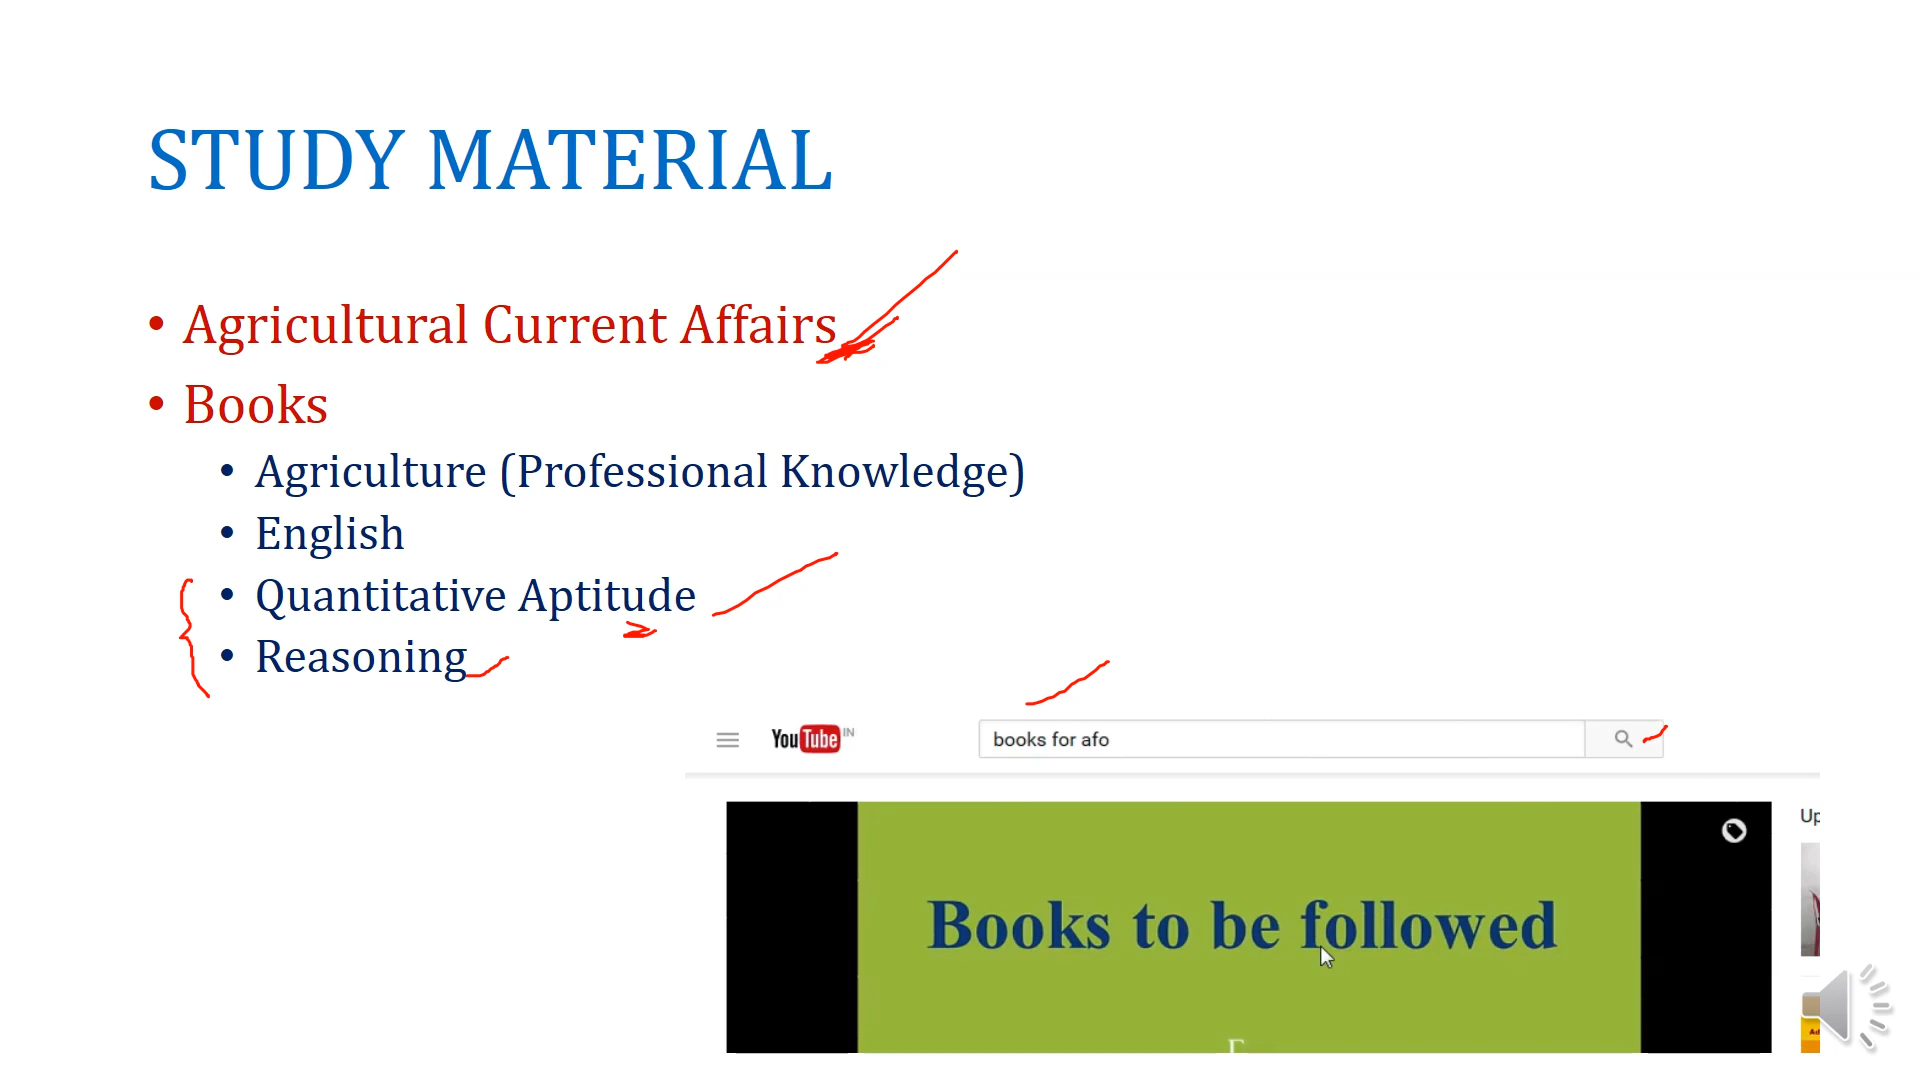 STUDY MATERIAL
• Agricultural Current Affairs
• Books
• Agriculture (Professional Knowledge)
• English
• Quantitative Aptitude
• Reasoning
YouTube IN
books for afo
Books to be followed